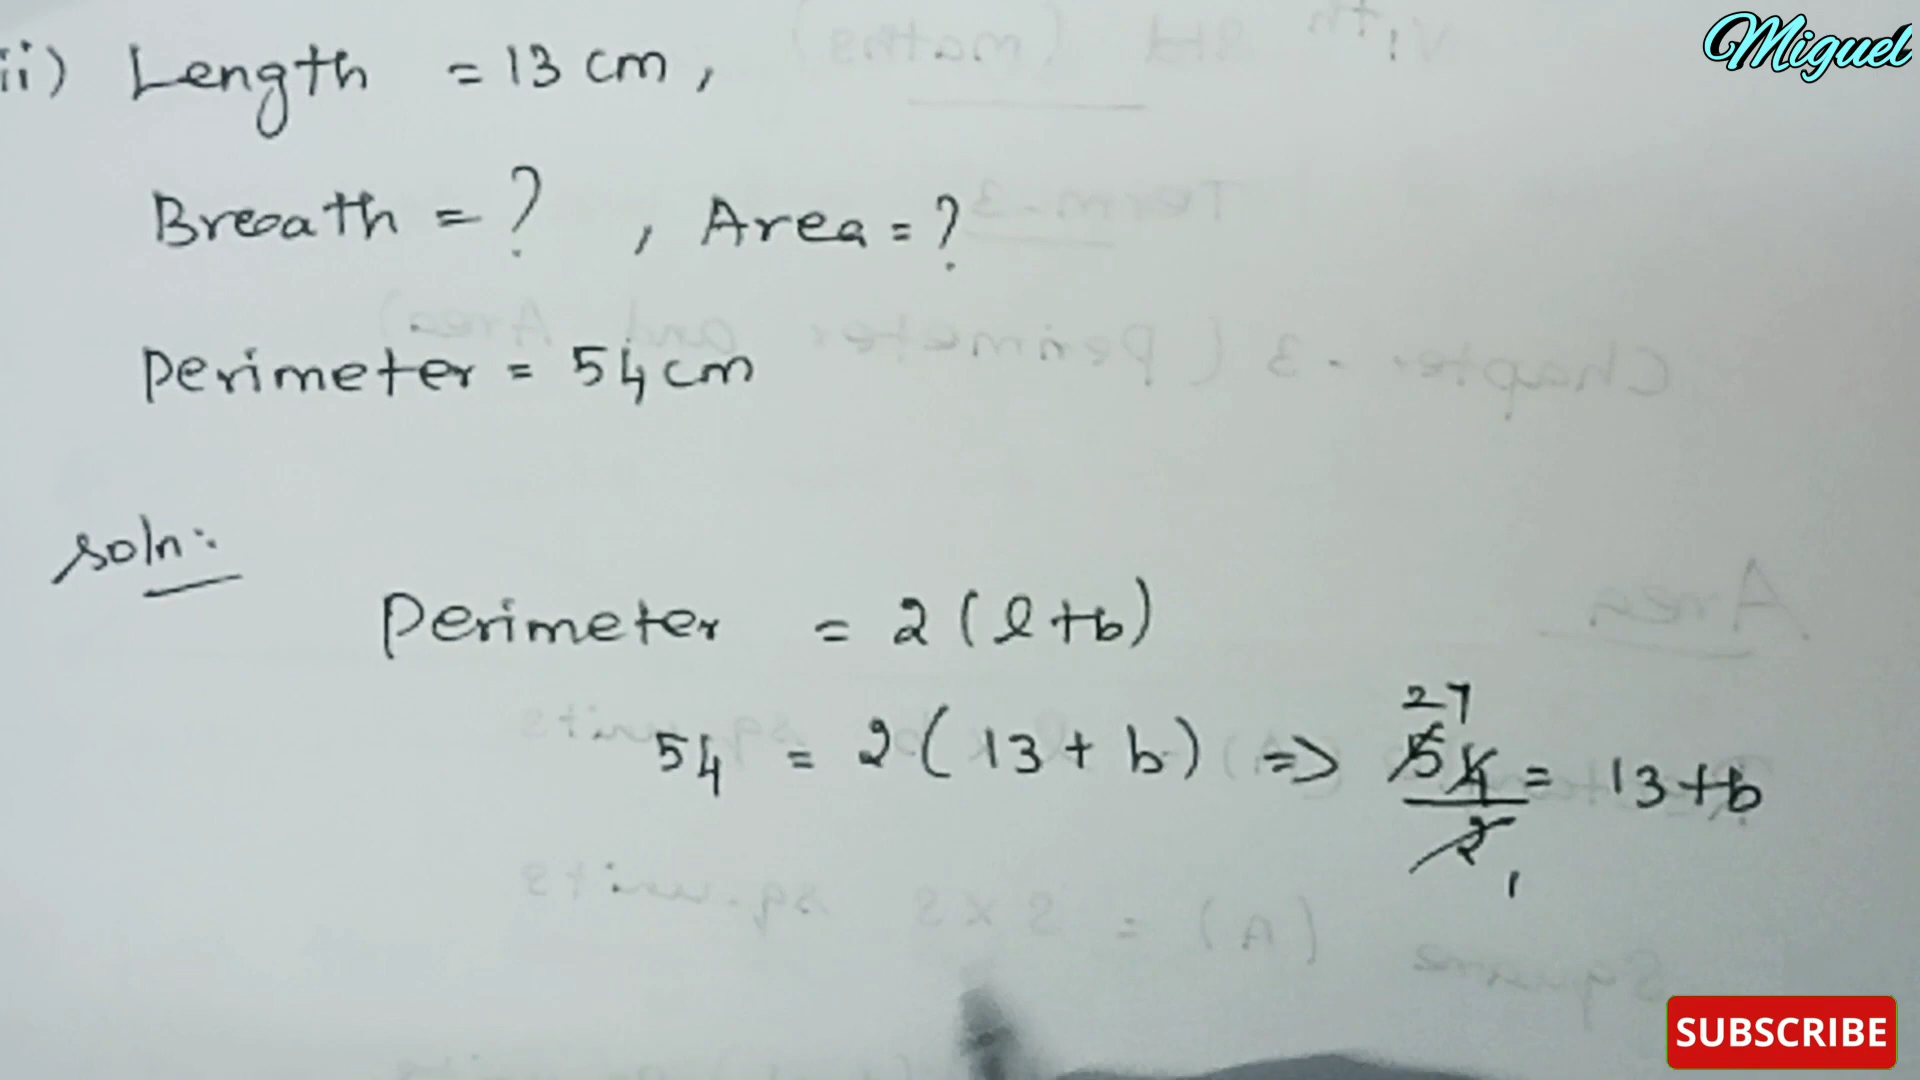 ii) Length = 13 cm,
Miguel
Breath = ?, Area = ?
Perimeter = 54 cm
soln:
Perimeter = 2(l+b)
54 = 2(13 + b) => 54/2 = 13+b
27
1
SUBSCRIBE